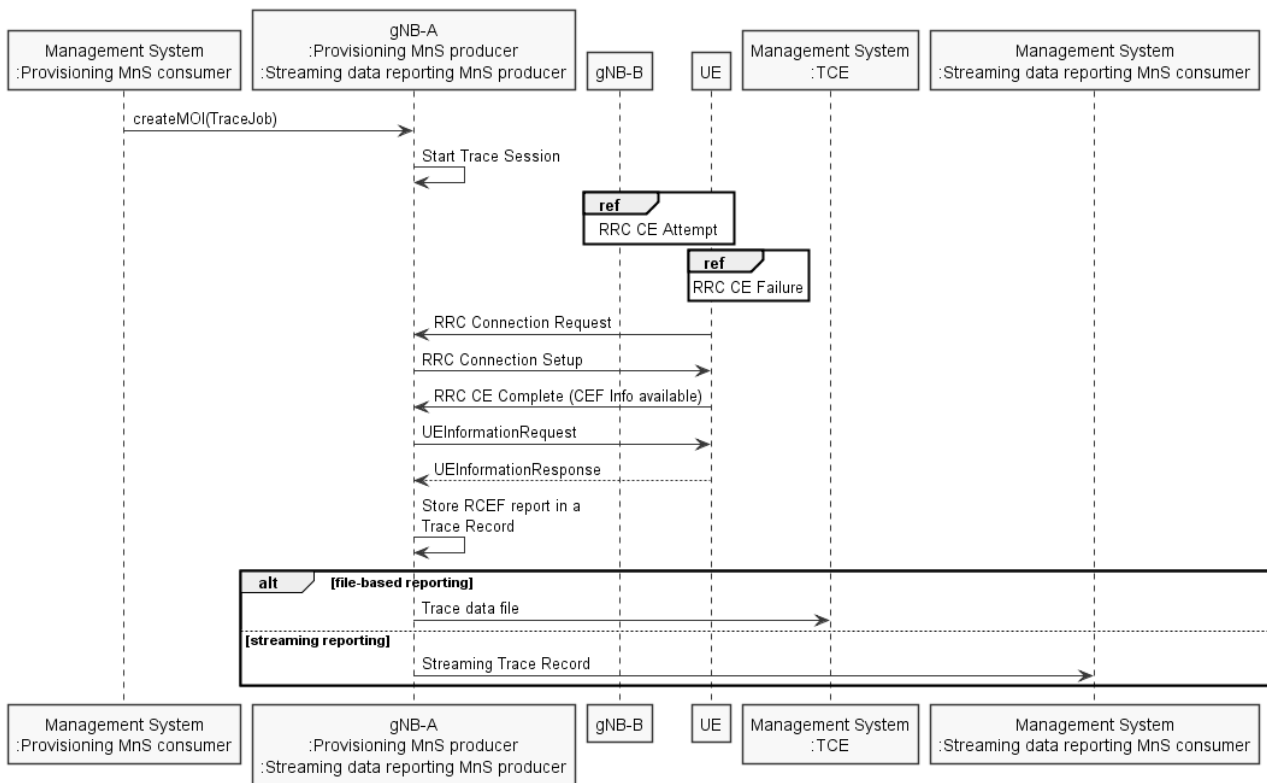 Management System
:Provisioning MnS consumer
gNB-A
:Provisioning MnS producer
:Streaming data reporting MnS producer
gNB-B
UE
Management System
:TCE
Management System
:Streaming data reporting MnS consumer
createMOI(TraceJob)
Start Trace Session
ref
RRC CE Attempt
ref
RRC CE Failure
RRC Connection Request
RRC Connection Setup
RRC CE Complete (CEF Info available)
UEInformationRequest
UEInformationResponse
Store RCEF report in a
Trace Record
alt [file-based reporting]
Trace data file
[streaming reporting]
Streaming Trace Record
Management System
:Provisioning MnS consumer
gNB-A
:Provisioning MnS producer
:Streaming data reporting MnS producer
gNB-B
UE
Management System
:TCE
Management System
:Streaming data reporting MnS consumer